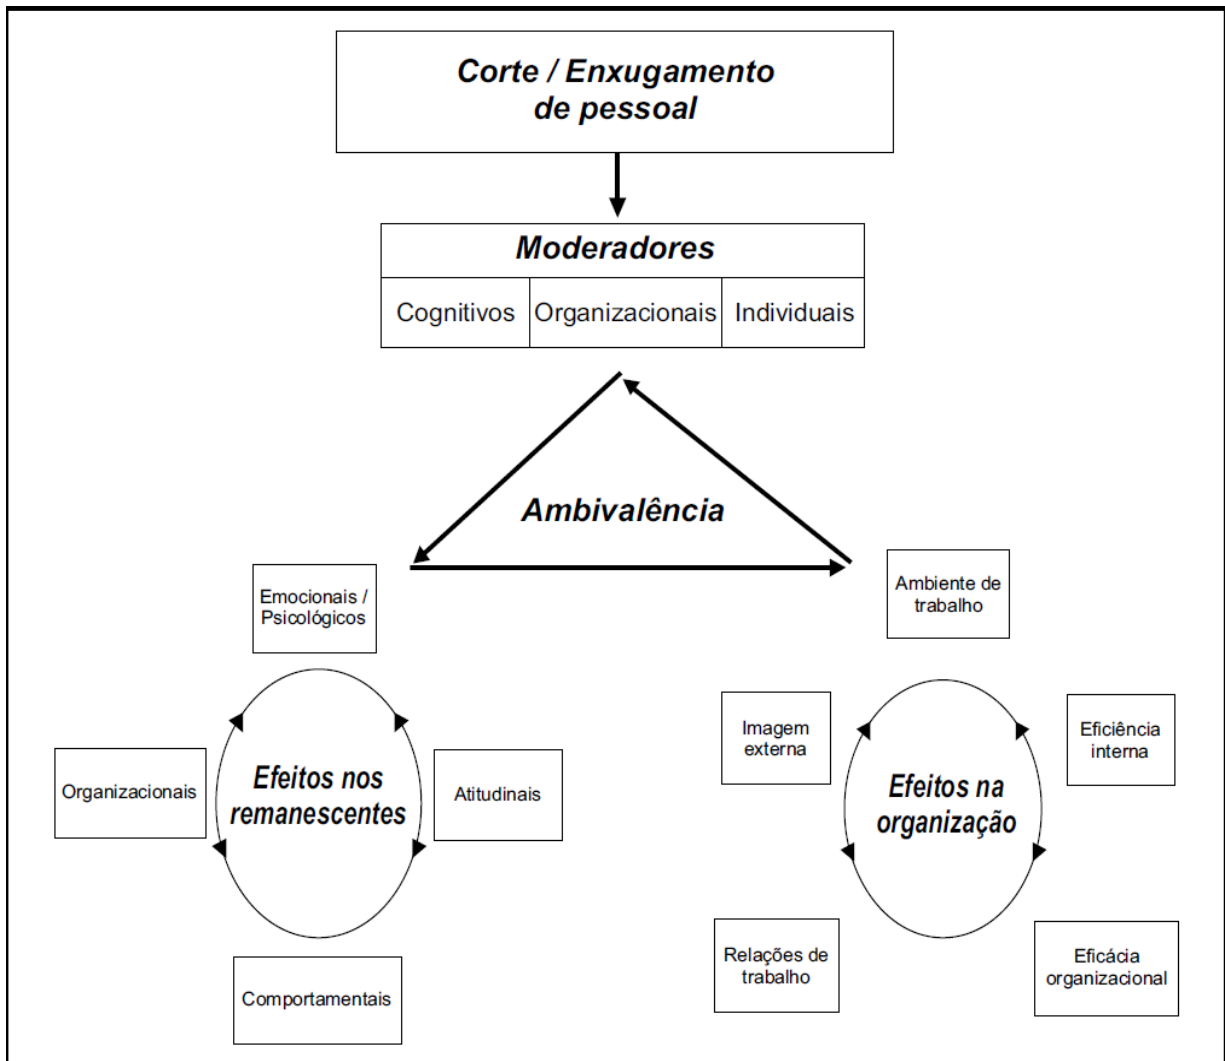 Corte / Enxugamento
de pessoal
Moderadores
Cognitivos
Organizacionais
Individuais
Ambivalência
Emocionais /
Psicológicos
Organizacionais
Efeitos nos
remanescentes
Atitudinais
Comportamentais
Ambiente de
trabalho
Imagem
externa
Eficiência
interna
Efeitos na
organização
Relações de
trabalho
Eficácia
organizacional